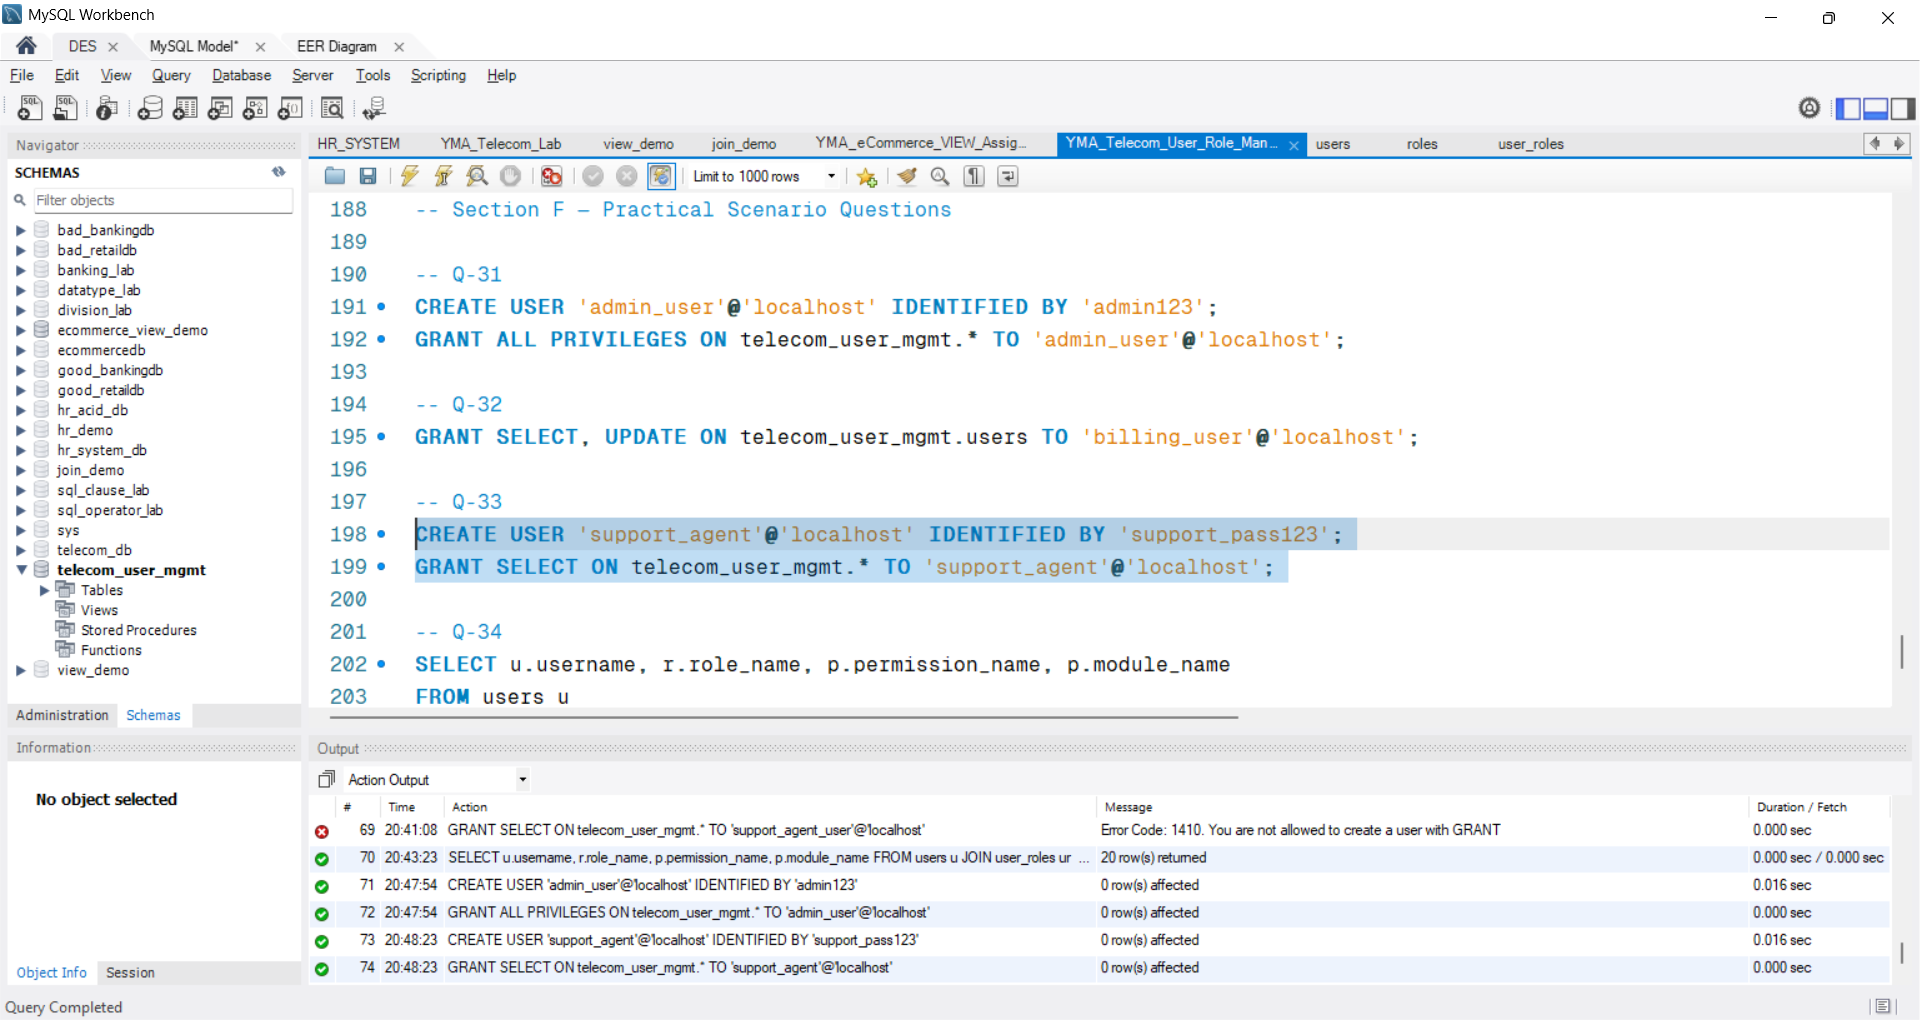 MySQL Workbench
DES
MySQL Model*
EER Diagram
File Edit View Query Database Server Tools Scripting Help
Navigator
SCHEMAS
Filter objects
bad_bankingdb
bad_retaildb
banking_lab
datatype_lab
division_lab
ecommerce_view_demo
ecommercedb
good_bankingdb
good_retaildb
hr_acid_db
hr_demo
hr_system_db
join_demo
sql_clause_lab
sql_operator_lab
sys
telecom_db
telecom_user_mgmt
Tables
Views
Stored Procedures
Functions
view_demo
Administration Schemas
Information
No object selected
Object Info Session
Query Completed
HR_SYSTEM YMA_Telecom_Lab view_demo join_demo YMA_eCommerce_VIEW_Assig... YMA_Telecom_User_Role_Man... users roles user_roles
Limit to 1000 rows
188 -- Section F – Practical Scenario Questions
189
190 -- Q-31
191 CREATE USER 'admin_user'@'localhost' IDENTIFIED BY 'admin123';
192 GRANT ALL PRIVILEGES ON telecom_user_mgmt.* TO 'admin_user'@'localhost';
193
194 -- Q-32
195 GRANT SELECT, UPDATE ON telecom_user_mgmt.users TO 'billing_user'@'localhost';
196
197 -- Q-33
198 CREATE USER 'support_agent'@'localhost' IDENTIFIED BY 'support_pass123';
199 GRANT SELECT ON telecom_user_mgmt.* TO 'support_agent'@'localhost';
200
201 -- Q-34
202 SELECT u.username, r.role_name, p.permission_name, p.module_name
203 FROM users u
Output
Action Output
# Time Action Message Duration / Fetch
69 20:41:08 GRANT SELECT ON telecom_user_mgmt.* TO 'support_agent_user'@'localhost' Error Code: 1410. You are not allowed to create a user with GRANT 0.000 sec
70 20:43:23 SELECT u.username, r.role_name, p.permission_name, p.module_name FROM users u JOIN user_roles ur ... 20 row(s) returned 0.000 sec / 0.000 sec
71 20:47:54 CREATE USER 'admin_user'@'localhost' IDENTIFIED BY 'admin123' 0 row(s) affected 0.016 sec
72 20:47:54 GRANT ALL PRIVILEGES ON telecom_user_mgmt.* TO 'admin_user'@'localhost' 0 row(s) affected 0.000 sec
73 20:48:23 CREATE USER 'support_agent'@'localhost' IDENTIFIED BY 'support_pass123' 0 row(s) affected 0.016 sec
74 20:48:23 GRANT SELECT ON telecom_user_mgmt.* TO 'support_agent'@'localhost' 0 row(s) affected 0.000 sec